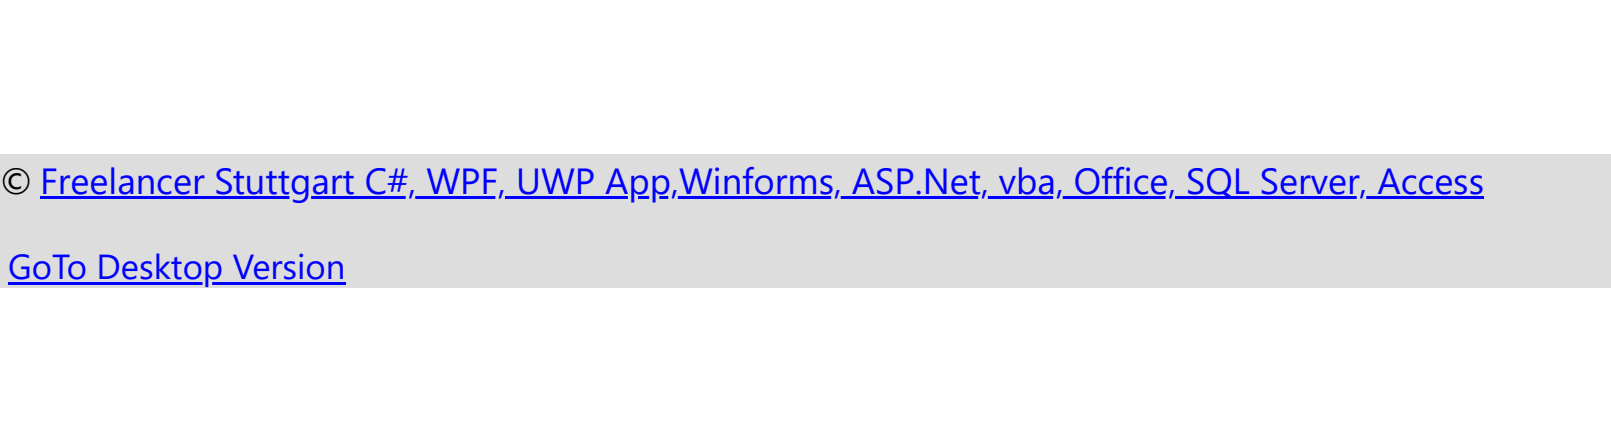 © Freelancer Stuttgart C#, WPF, UWP App,Winforms, ASP.Net, vba, Office, SQL Server, Access
GoTo Desktop Version